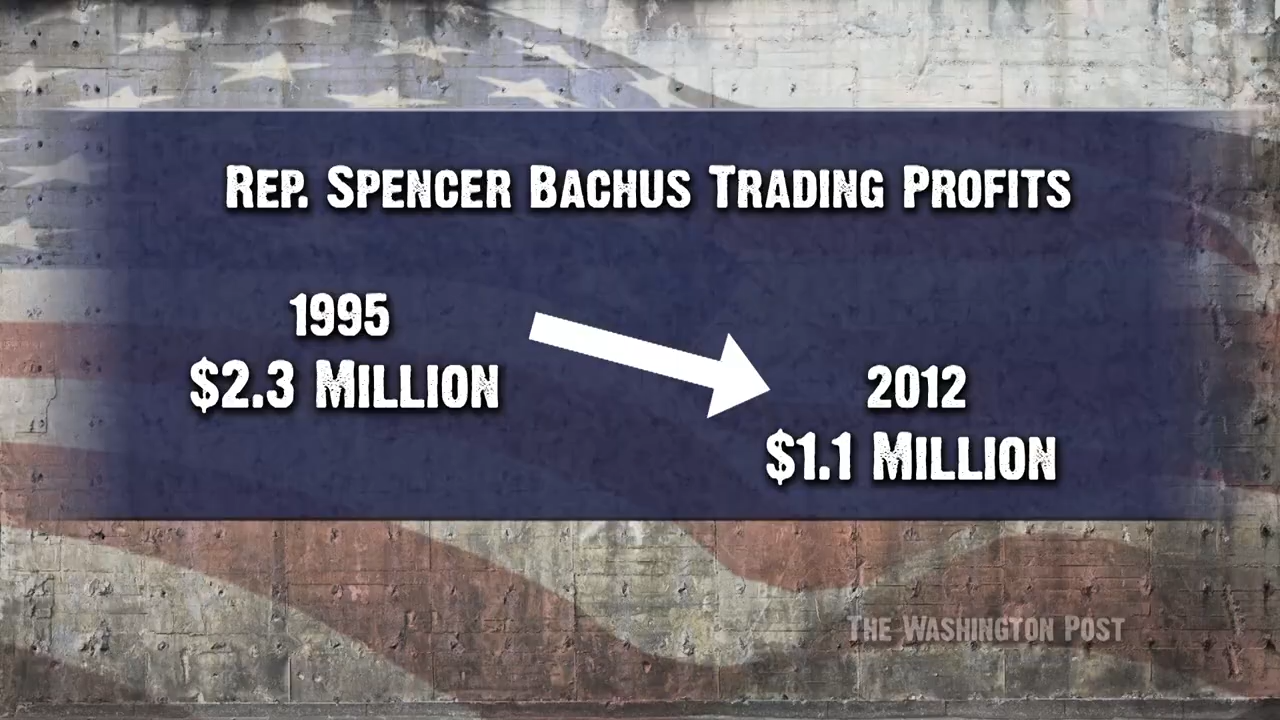 Rep. Spencer Bachus Trading Profits
1995
$2.3 Million
2012
$1.1 Million
The Washington Post